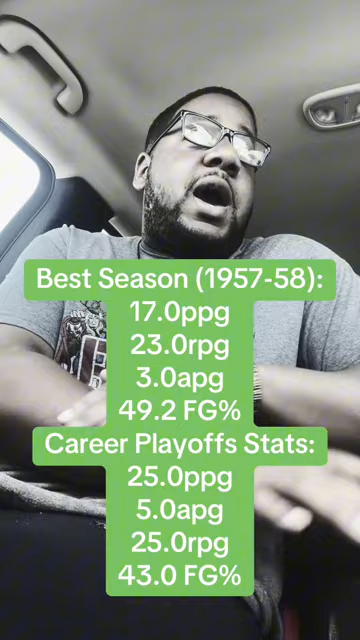 Best Season (1957-58):
17.0ppg
23.0rpg
3.0apg
49.2 FG%
Career Playoffs Stats:
25.0ppg
5.0apg
25.0rpg
43.0 FG%